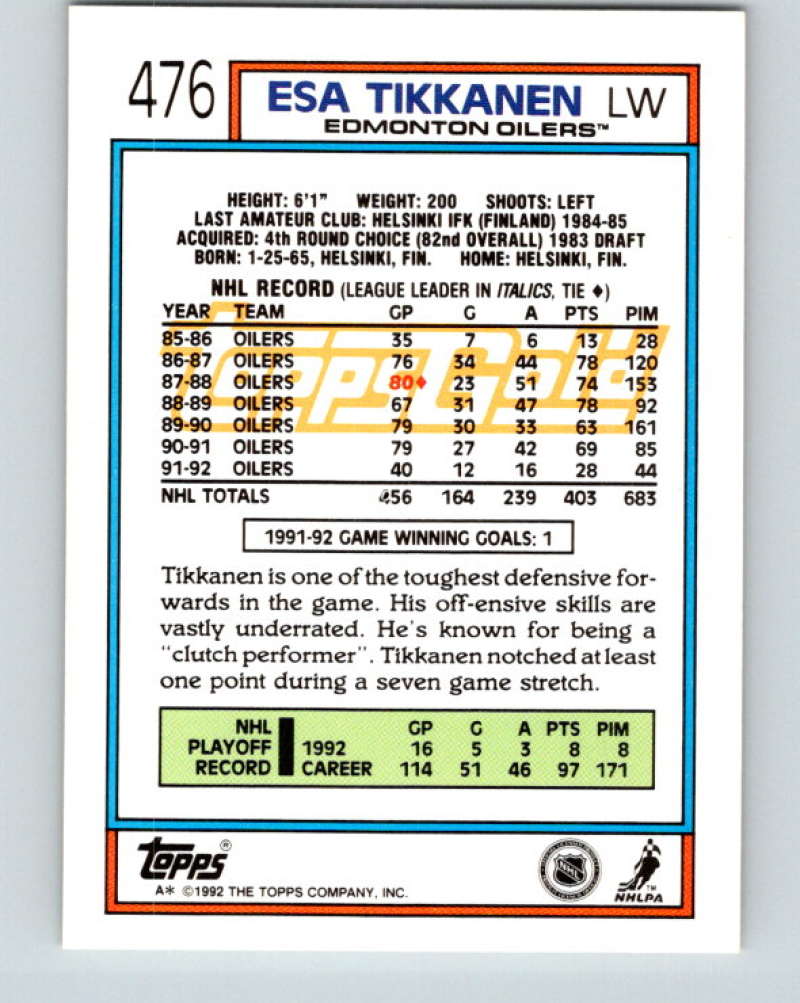 476 ESA TIKKANEN LW
EDMONTON OILERS™
HEIGHT: 6'1" WEIGHT: 200 SHOOTS: LEFT
LAST AMATEUR CLUB: HELSINKI IFK (FINLAND) 1984-85
ACQUIRED: 4th ROUND CHOICE (82nd OVERALL) 1983 DRAFT
BORN: 1-25-65, HELSINKI, FIN. HOME: HELSINKI, FIN.
NHL RECORD (LEAGUE LEADER IN ITALICS, TIE ♦)
YEAR TEAM GP G A PTS PIM
85-86 OILERS 35 7 6 13 28
86-87 OILERS 76 34 44 78 120
87-88 OILERS 80♦ 23 51 74 153
88-89 OILERS 67 31 47 78 92
89-90 OILERS 79 30 33 63 161
90-91 OILERS 79 27 42 69 85
91-92 OILERS 40 12 16 28 44
NHL TOTALS 456 164 239 403 683
Topps Gold
1991-92 GAME WINNING GOALS: 1
Tikkanen is one of the toughest defensive for-
wards in the game. His off-ensive skills are
vastly underrated. He's known for being a
"clutch performer". Tikkanen notched at least
one point during a seven game stretch.
NHL GP G A PTS PIM
PLAYOFF 1992 16 5 3 8 8
RECORD CAREER 114 51 46 97 171
TOPPS®
A* ©1992 THE TOPPS COMPANY, INC.
NHL
™
NHLPA